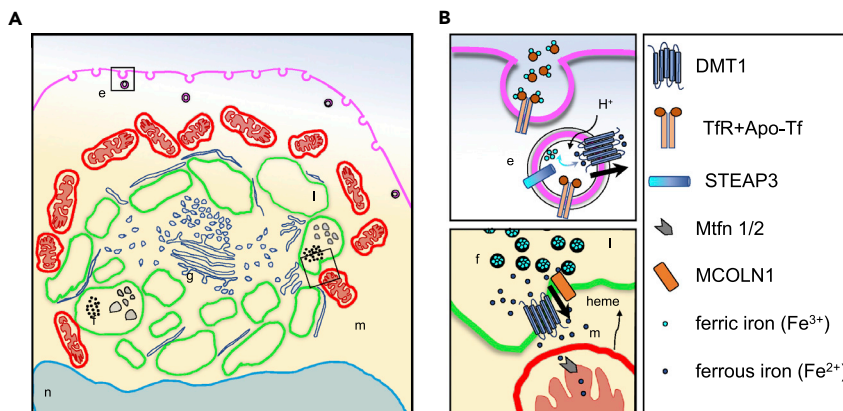 A
e
l
g
m
n
B
H+
e
l
f
heme
m
DMT1
TfR+Apo-Tf
STEAP3
Mtfn 1/2
MCOLN1
ferric iron (Fe3+)
ferrous iron (Fe2+)